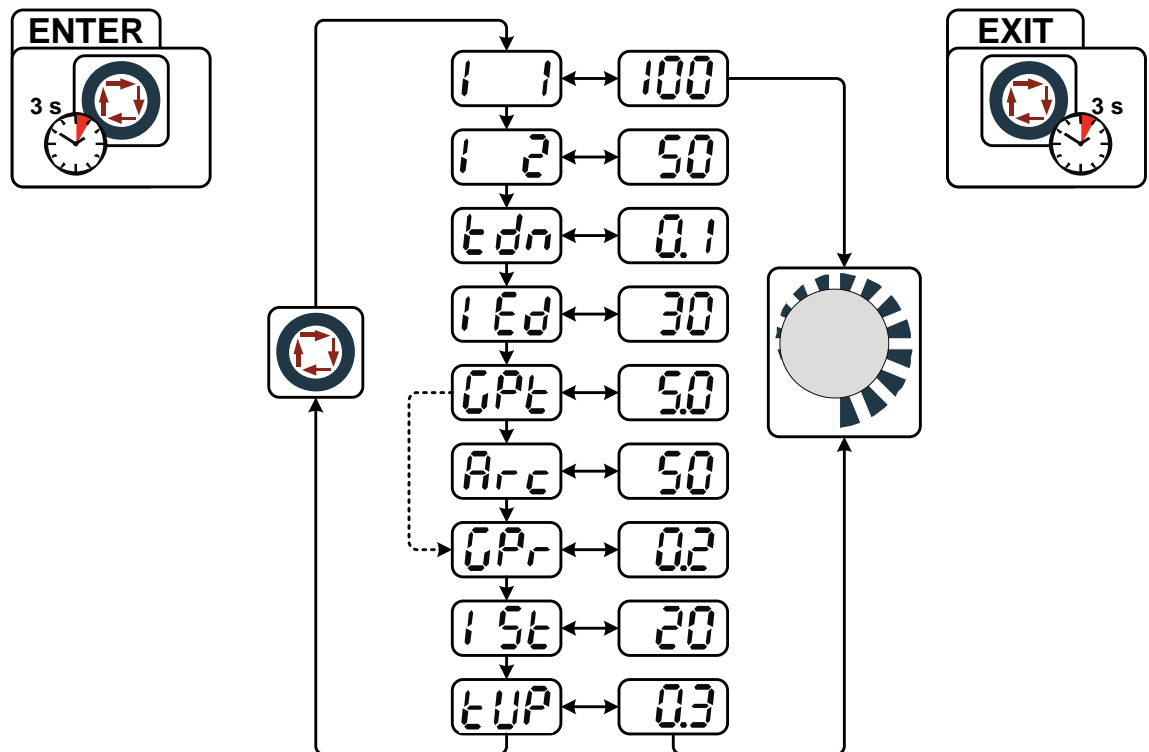 ENTER
EXIT
3 s
3 s
I 1
100
I 2
50
tdn
0.1
IEd
30
GPt
5.0
Arc
50
GPr
0.2
ISt
20
tUP
0.3